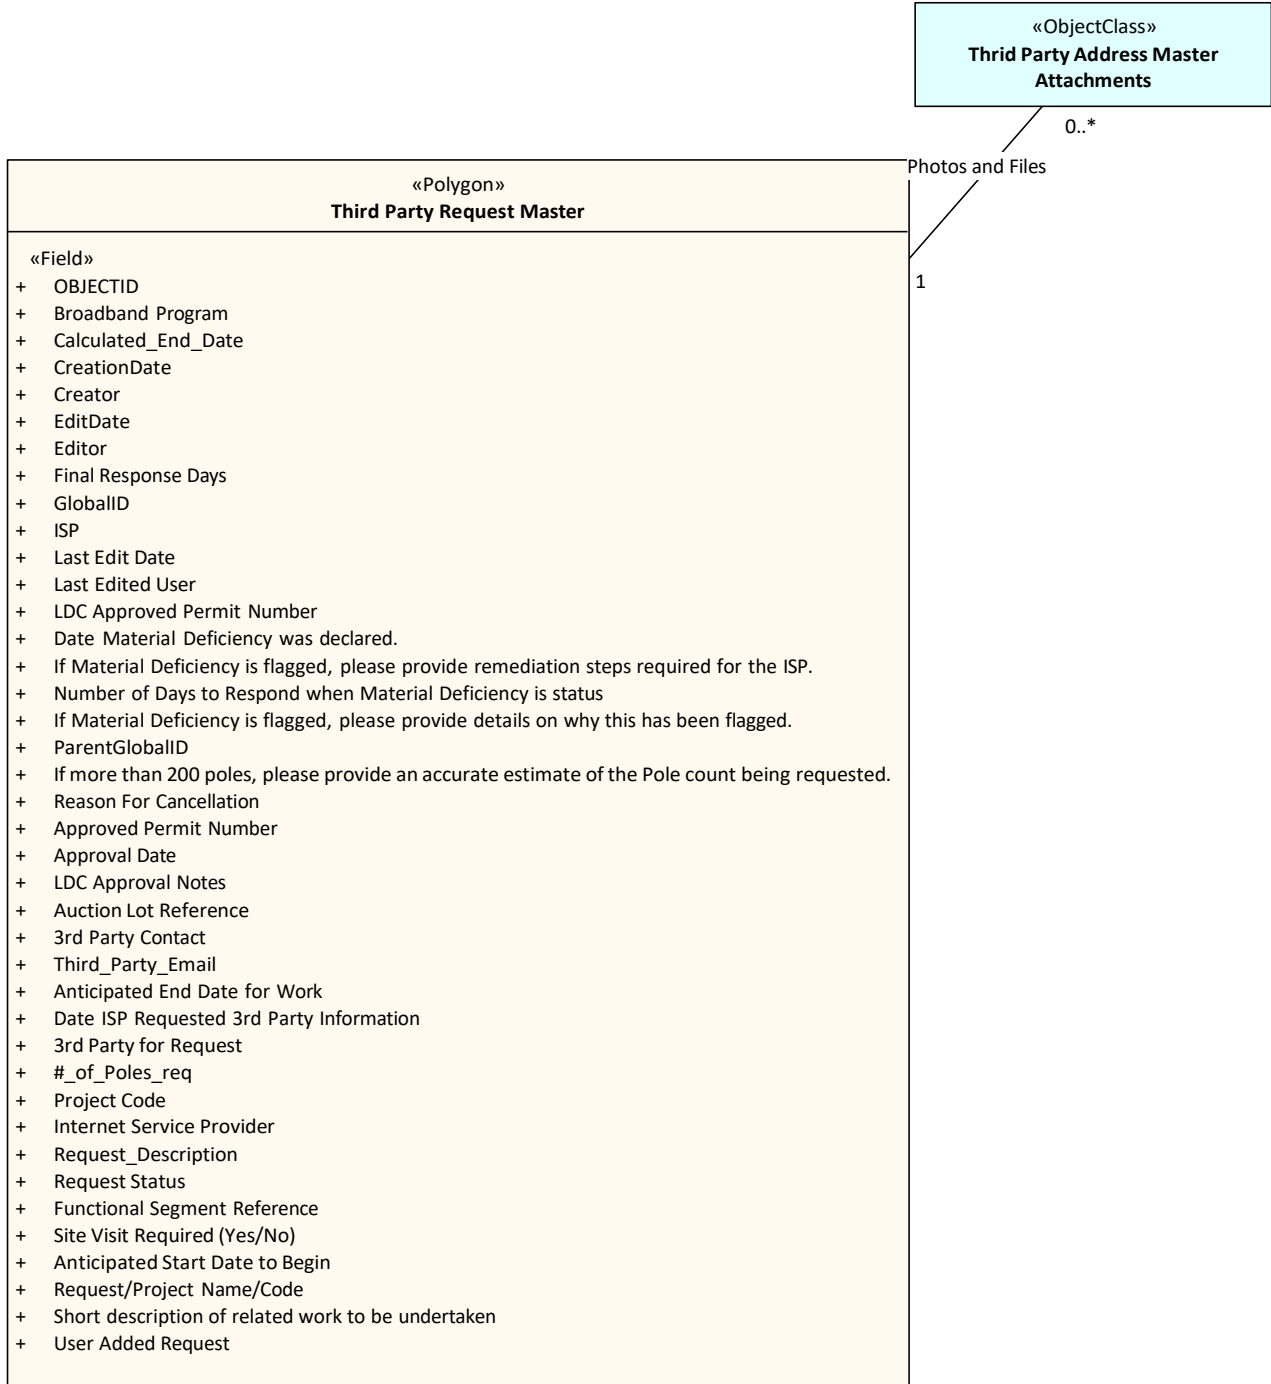 «ObjectClass»
Thrid Party Address Master
Attachments
0..*
Photos and Files
1
«Polygon»
Third Party Request Master
«Field»
+ OBJECTID
+ Broadband Program
+ Calculated_End_Date
+ CreationDate
+ Creator
+ EditDate
+ Editor
+ Final Response Days
+ GlobalID
+ ISP
+ Last Edit Date
+ Last Edited User
+ LDC Approved Permit Number
+ Date Material Deficiency was declared.
+ If Material Deficiency is flagged, please provide remediation steps required for the ISP.
+ Number of Days to Respond when Material Deficiency is status
+ If Material Deficiency is flagged, please provide details on why this has been flagged.
+ ParentGlobalID
+ If more than 200 poles, please provide an accurate estimate of the Pole count being requested.
+ Reason For Cancellation
+ Approved Permit Number
+ Approval Date
+ LDC Approval Notes
+ Auction Lot Reference
+ 3rd Party Contact
+ Third_Party_Email
+ Anticipated End Date for Work
+ Date ISP Requested 3rd Party Information
+ 3rd Party for Request
+ #_of_Poles_req
+ Project Code
+ Internet Service Provider
+ Request_Description
+ Request Status
+ Functional Segment Reference
+ Site Visit Required (Yes/No)
+ Anticipated Start Date to Begin
+ Request/Project Name/Code
+ Short description of related work to be undertaken
+ User Added Request